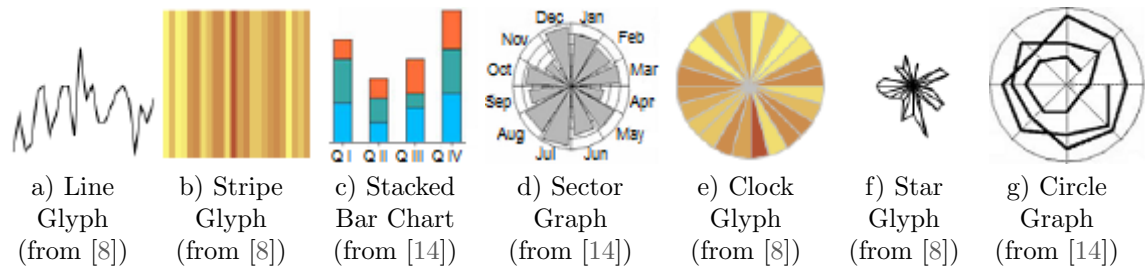 Q I Q II Q III Q IV
Dec Jan
Nov Feb
Oct Mar
Sep Apr
Aug May
Jul Jun
a) Line
Glyph
(from [8])
b) Stripe
Glyph
(from [8])
c) Stacked
Bar Chart
(from [14])
d) Sector
Graph
(from [14])
e) Clock
Glyph
(from [8])
f) Star
Glyph
(from [8])
g) Circle
Graph
(from [14])